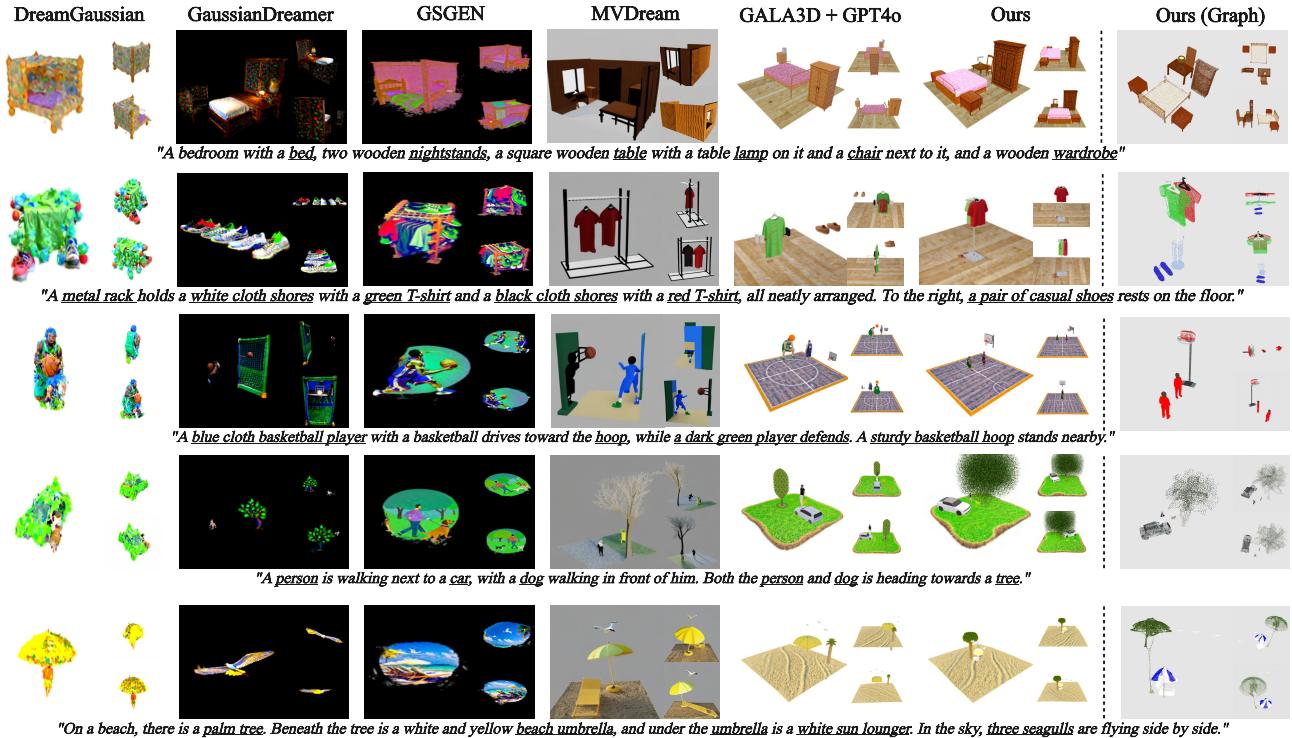 DreamGaussian GaussianDreamer GSGEN MVDream GALA3D + GPT4o Ours Ours (Graph)
"A bedroom with a bed, two wooden nightstands, a square wooden table with a table lamp on it and a chair next to it, and a wooden wardrobe"
"A metal rack holds a white cloth shores with a green T-shirt and a black cloth shores with a red T-shirt, all neatly arranged. To the right, a pair of casual shoes rests on the floor."
"A blue cloth basketball player with a basketball drives toward the hoop, while a dark green player defends. A sturdy basketball hoop stands nearby."
"A person is walking next to a car, with a dog walking in front of him. Both the person and dog is heading towards a tree."
"On a beach, there is a palm tree. Beneath the tree is a white and yellow beach umbrella, and under the umbrella is a white sun lounger. In the sky, three seagulls are flying side by side."